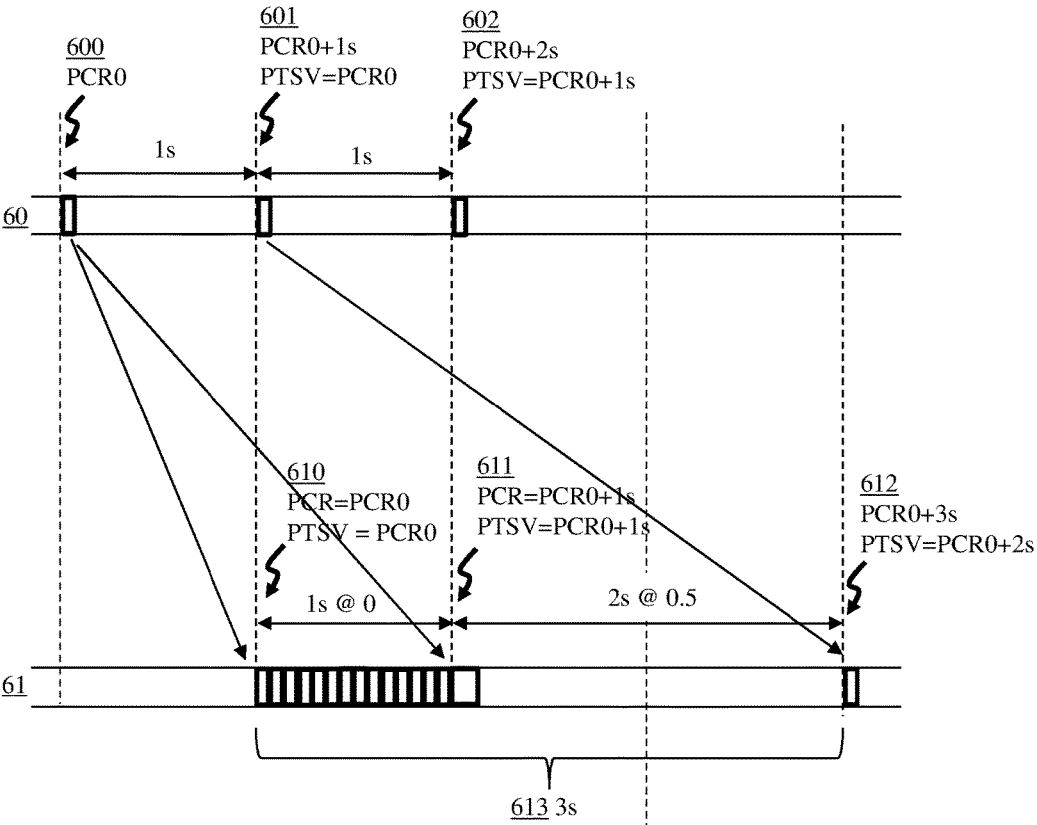 600
PCR0
601
PCR0+1s
PTSV=PCR0
602
PCR0+2s
PTSV=PCR0+1s
1s
1s
60
610
PCR=PCR0
PTSV = PCR0
611
PCR=PCR0+1s
PTSV=PCR0+1s
612
PCR0+3s
PTSV=PCR0+2s
1s @ 0
2s @ 0.5
61
613 3s